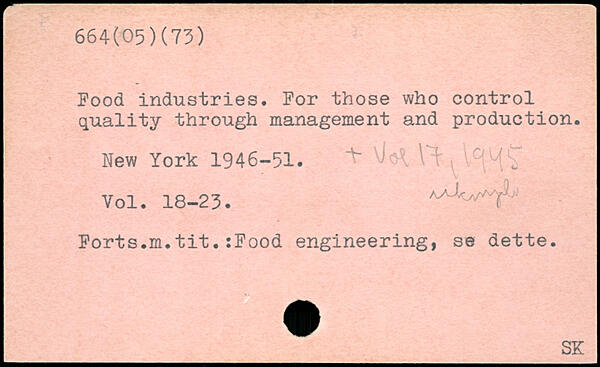 664(05)(73)
Food industries. For those who control
quality through management and production.
New York 1946-51. + Vol 17, 1945
ukmpl.
Vol. 18-23.
Forts.m.tit.:Food engineering, se dette.
SK